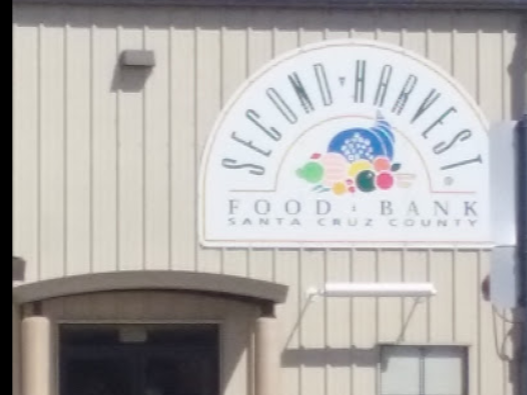 SECOND HARVEST
FOOD BANK
SANTA CRUZ COUNTY